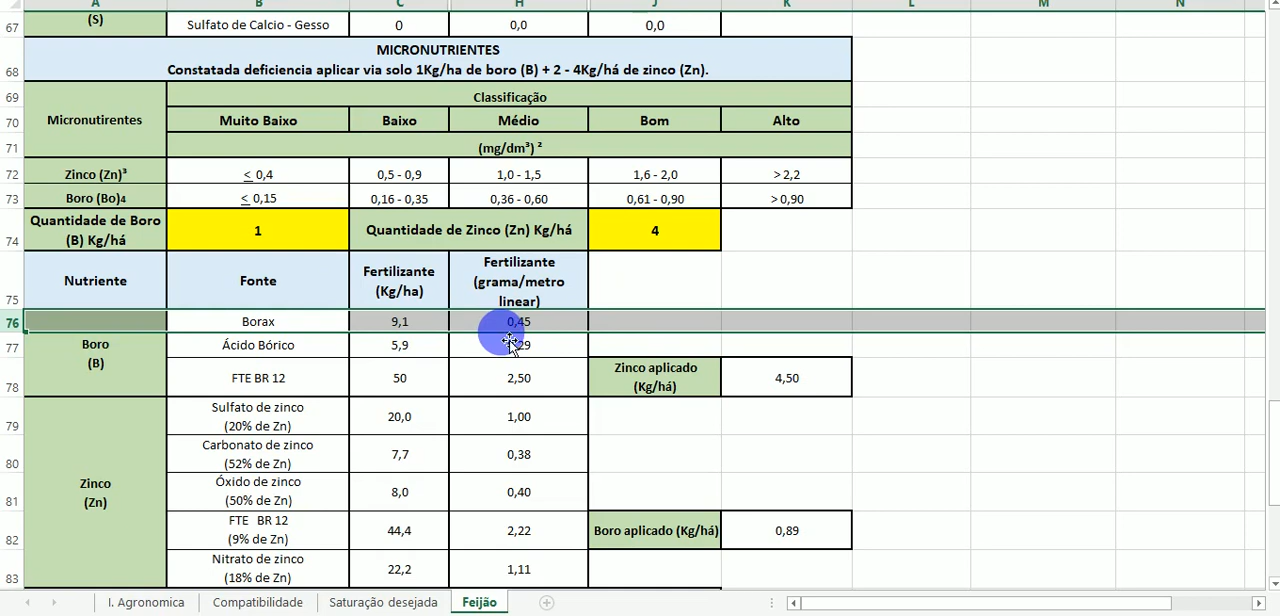 A B C H J K L M N
67 (S) Sulfato de Calcio - Gesso 0 0,0 0,0
68 MICRONUTRIENTES
Constatada deficiencia aplicar via solo 1Kg/ha de boro (B) + 2 - 4Kg/há de zinco (Zn).
69 Classificação
70 Micronutirentes Muito Baixo Baixo Médio Bom Alto
71 (mg/dm³) ²
72 Zinco (Zn)³ < 0,4 0,5 - 0,9 1,0 - 1,5 1,6 - 2,0 > 2,2
73 Boro (Bo)4 < 0,15 0,16 - 0,35 0,36 - 0,60 0,61 - 0,90 > 0,90
74 Quantidade de Boro (B) Kg/há 1 Quantidade de Zinco (Zn) Kg/há 4
75 Nutriente Fonte Fertilizante (Kg/ha) Fertilizante (grama/metro linear)
76 Borax 9,1 0,45
77 Boro (B) Ácido Bórico 5,9 29
78 FTE BR 12 50 2,50 Zinco aplicado (Kg/há) 4,50
79 Sulfato de zinco (20% de Zn) 20,0 1,00
80 Carbonato de zinco (52% de Zn) 7,7 0,38
81 Zinco (Zn) Óxido de zinco (50% de Zn) 8,0 0,40
82 FTE BR 12 (9% de Zn) 44,4 2,22 Boro aplicado (Kg/há) 0,89
83 Nitrato de zinco (18% de Zn) 22,2 1,11
I. Agronomica Compatibilidade Saturação desejada Feijão